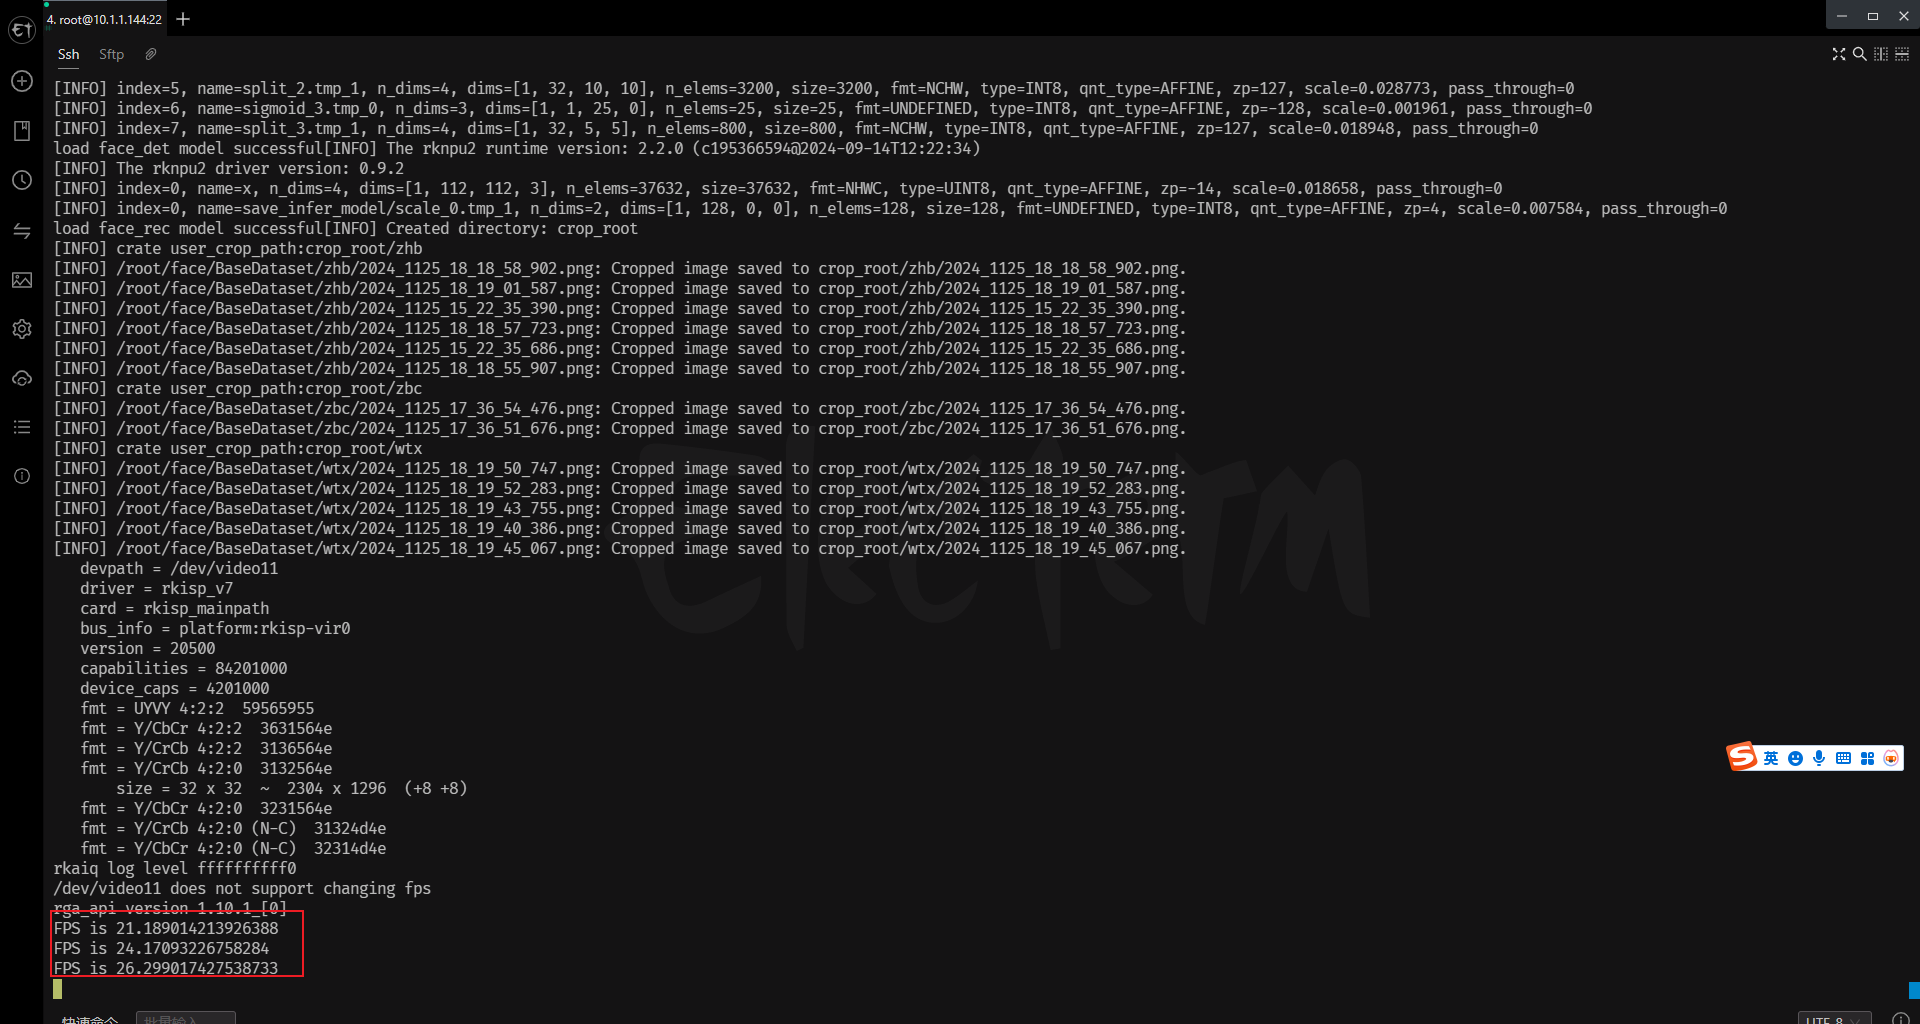 4. root@10.1.1.144:22
Ssh Sftp
[INFO] index=5, name=split_2.tmp_1, n_dims=4, dims=[1, 32, 10, 10], n_elems=3200, size=3200, fmt=NCHW, type=INT8, qnt_type=AFFINE, zp=127, scale=0.028773, pass_through=0
[INFO] index=6, name=sigmoid_3.tmp_0, n_dims=3, dims=[1, 1, 25, 0], n_elems=25, size=25, fmt=UNDEFINED, type=INT8, qnt_type=AFFINE, zp=-128, scale=0.001961, pass_through=0
[INFO] index=7, name=split_3.tmp_1, n_dims=4, dims=[1, 32, 5, 5], n_elems=800, size=800, fmt=NCHW, type=INT8, qnt_type=AFFINE, zp=127, scale=0.018948, pass_through=0
load face_det model successful[INFO] The rknpu2 runtime version: 2.2.0 (c195366594@2024-09-14T12:22:34)
[INFO] The rknpu2 driver version: 0.9.2
[INFO] index=0, name=x, n_dims=4, dims=[1, 112, 112, 3], n_elems=37632, size=37632, fmt=NHWC, type=UINT8, qnt_type=AFFINE, zp=-14, scale=0.018658, pass_through=0
[INFO] index=0, name=save_infer_model/scale_0.tmp_1, n_dims=2, dims=[1, 128, 0, 0], n_elems=128, size=128, fmt=UNDEFINED, type=INT8, qnt_type=AFFINE, zp=4, scale=0.007584, pass_through=0
load face_rec model successful[INFO] Created directory: crop_root
[INFO] crate user_crop_path:crop_root/zhb
[INFO] /root/face/BaseDataset/zhb/2024_1125_18_18_58_902.png: Cropped image saved to crop_root/zhb/2024_1125_18_18_58_902.png.
[INFO] /root/face/BaseDataset/zhb/2024_1125_18_19_01_587.png: Cropped image saved to crop_root/zhb/2024_1125_18_19_01_587.png.
[INFO] /root/face/BaseDataset/zhb/2024_1125_15_22_35_390.png: Cropped image saved to crop_root/zhb/2024_1125_15_22_35_390.png.
[INFO] /root/face/BaseDataset/zhb/2024_1125_18_18_57_723.png: Cropped image saved to crop_root/zhb/2024_1125_18_18_57_723.png.
[INFO] /root/face/BaseDataset/zhb/2024_1125_15_22_35_686.png: Cropped image saved to crop_root/zhb/2024_1125_15_22_35_686.png.
[INFO] /root/face/BaseDataset/zhb/2024_1125_18_18_55_907.png: Cropped image saved to crop_root/zhb/2024_1125_18_18_55_907.png.
[INFO] crate user_crop_path:crop_root/zbc
[INFO] /root/face/BaseDataset/zbc/2024_1125_17_36_54_476.png: Cropped image saved to crop_root/zbc/2024_1125_17_36_54_476.png.
[INFO] /root/face/BaseDataset/zbc/2024_1125_17_36_51_676.png: Cropped image saved to crop_root/zbc/2024_1125_17_36_51_676.png.
[INFO] crate user_crop_path:crop_root/wtx
[INFO] /root/face/BaseDataset/wtx/2024_1125_18_19_50_747.png: Cropped image saved to crop_root/wtx/2024_1125_18_19_50_747.png.
[INFO] /root/face/BaseDataset/wtx/2024_1125_18_19_52_283.png: Cropped image saved to crop_root/wtx/2024_1125_18_19_52_283.png.
[INFO] /root/face/BaseDataset/wtx/2024_1125_18_19_43_755.png: Cropped image saved to crop_root/wtx/2024_1125_18_19_43_755.png.
[INFO] /root/face/BaseDataset/wtx/2024_1125_18_19_40_386.png: Cropped image saved to crop_root/wtx/2024_1125_18_19_40_386.png.
[INFO] /root/face/BaseDataset/wtx/2024_1125_18_19_45_067.png: Cropped image saved to crop_root/wtx/2024_1125_18_19_45_067.png.
devpath = /dev/video11
driver = rkisp_v7
card = rkisp_mainpath
bus_info = platform:rkisp-vir0
version = 20500
capabilities = 84201000
device_caps = 4201000
fmt = UYVY 4:2:2  59565955
fmt = Y/CbCr 4:2:2  3631564e
fmt = Y/CrCb 4:2:2  3136564e
fmt = Y/CrCb 4:2:0  3132564e
size = 32 x 32  ~  2304 x 1296  (+8 +8)
fmt = Y/CbCr 4:2:0  3231564e
fmt = Y/CrCb 4:2:0 (N-C)  31324d4e
fmt = Y/CbCr 4:2:0 (N-C)  32314d4e
rkaiq log level ffffffffff0
/dev/video11 does not support changing fps
rga_api version 1.10.1_[0]
FPS is 21.189014213926388
FPS is 24.17093226758284
FPS is 26.299017427538733
英
快速命令 批量输入 UTF-8